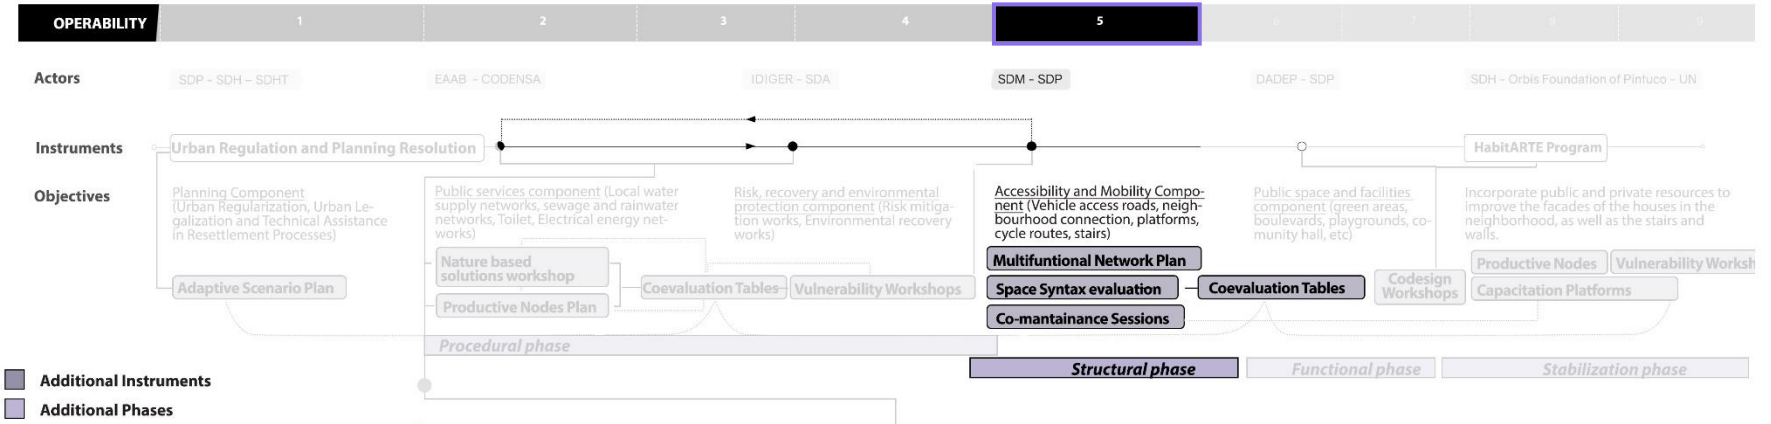 OPERABILITY 1 2 3 4 5 6 7 8 9
Actors SDP - SDH – SDHT EAAB - CODENSA IDIGER - SDA SDM - SDP DADEP - SDP SDH - Orbis Foundation of Pintuco - UN
Instruments Urban Regulation and Planning Resolution HabitARTE Program
Objectives
Planning Component
(Urban Regularization, Urban Le-
galization and Technical Assistance
in Resettlement Processes)
Adaptive Scenario Plan
Public services component (Local water
supply networks, sewage and rainwater
networks, Toilet, Electrical energy net-
works)
Nature based
solutions workshop
Productive Nodes Plan
Risk, recovery and environmental
protection component (Risk mitiga-
tion works, Environmental recovery
works)
Coevaluation Tables
Vulnerability Workshops
Accessibility and Mobility Compo-
nent (Vehicle access roads, neigh-
bourhood connection, platforms,
cycle routes, stairs)
Multifuntional Network Plan
Space Syntax evaluation
Co-mantainance Sessions
Coevaluation Tables
Public space and facilities
component (green areas,
boulevards, playgrounds, co-
munity hall, etc)
Codesign
Workshops
Incorporate public and private resources to
improve the facades of the houses in the
neighborhood, as well as the stairs and
walls.
Productive Nodes
Vulnerability Worksh
Capacitation Platforms
Procedural phase
Structural phase
Functional phase
Stabilization phase
Additional Instruments
Additional Phases